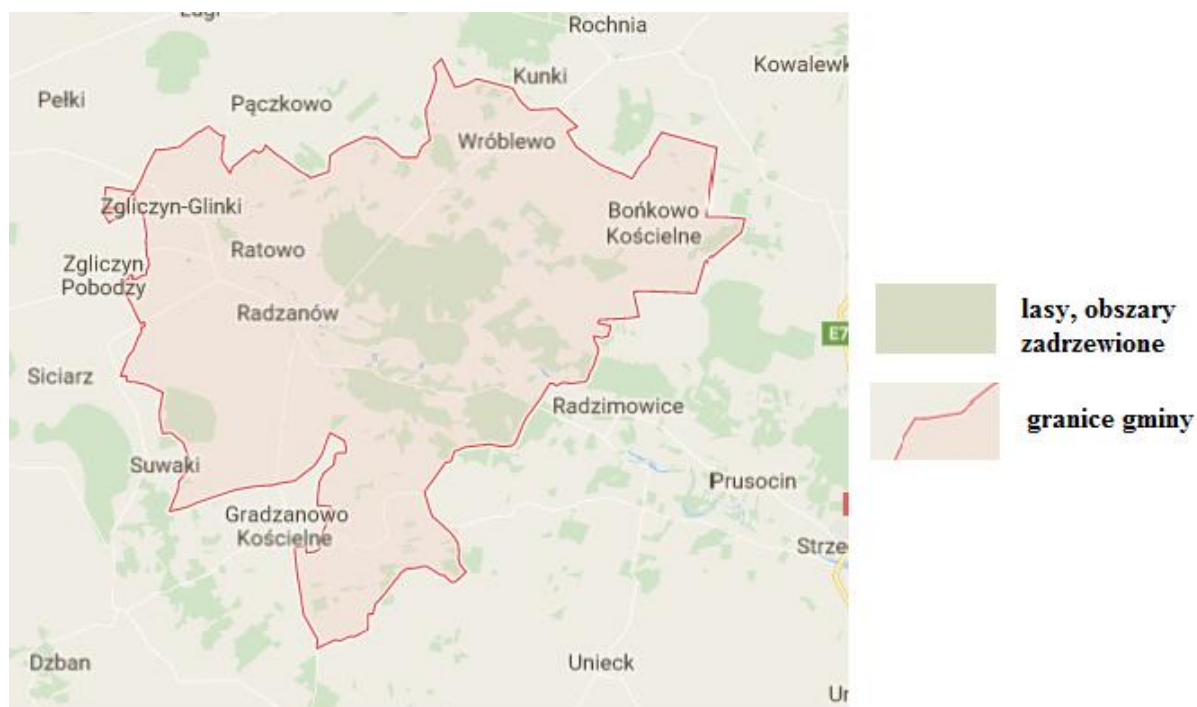 Rochnia
Kowalewk
Kunki
Pełki
Pączkowo
Wróblewo
Zgliczyn-Glinki
Bońkowo
Kościelne
Ratowo
Zgliczyn
Pobodzy
Radzanów
E7
Siciarz
Radzimowice
Suwaki
Prusocin
Gradzanowo
Kościelne
Strze
Dzban
Unieck
Ur
lasy, obszary
zadrzewione
granice gminy